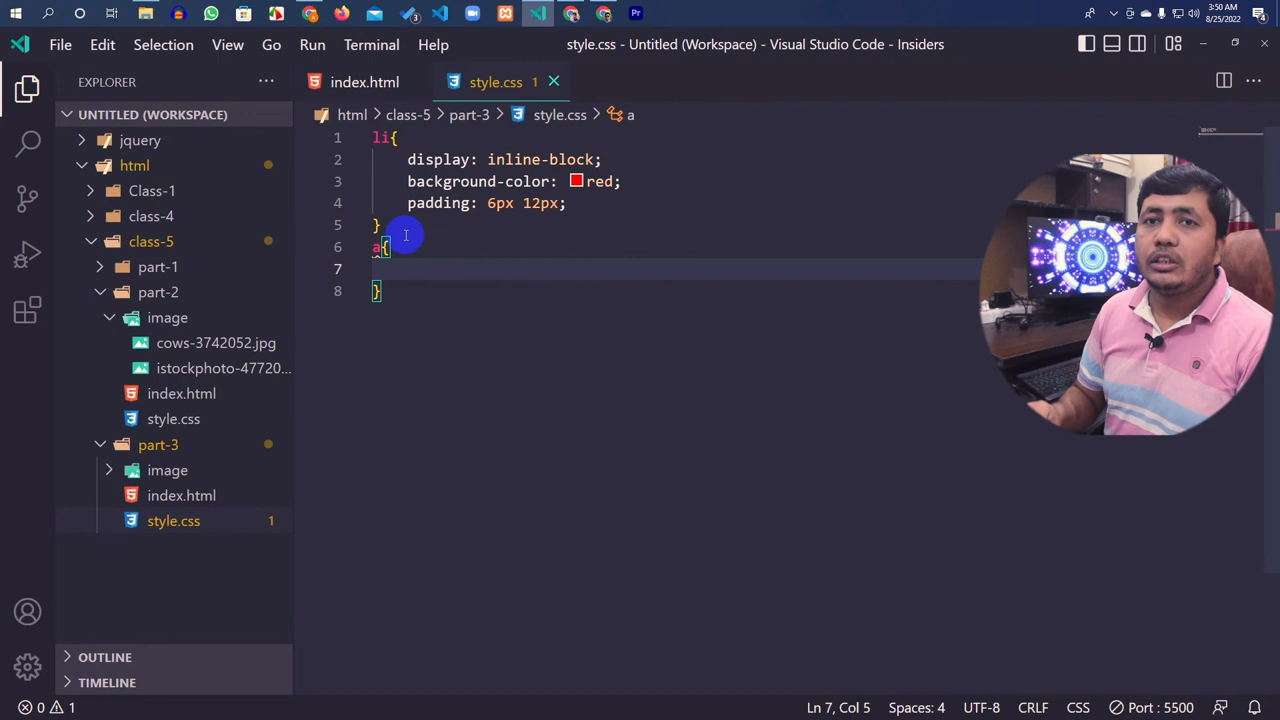 3:50 AM
8/25/2022
File Edit Selection View Go Run Terminal Help
style.css - Untitled (Workspace) - Visual Studio Code - Insiders
EXPLORER
index.html
style.css 1
UNTITLED (WORKSPACE)
html > class-5 > part-3 > style.css > a
jquery
html
Class-1
class-4
class-5
part-1
part-2
image
cows-3742052.jpg
istockphoto-47720...
index.html
style.css
part-3
image
index.html
style.css 1
OUTLINE
TIMELINE
1 li{
2 display: inline-block;
3 background-color: red;
4 padding: 6px 12px;
5 }
6 a{
7
8 }
0 1
Ln 7, Col 5 Spaces: 4 UTF-8 CRLF CSS Port : 5500